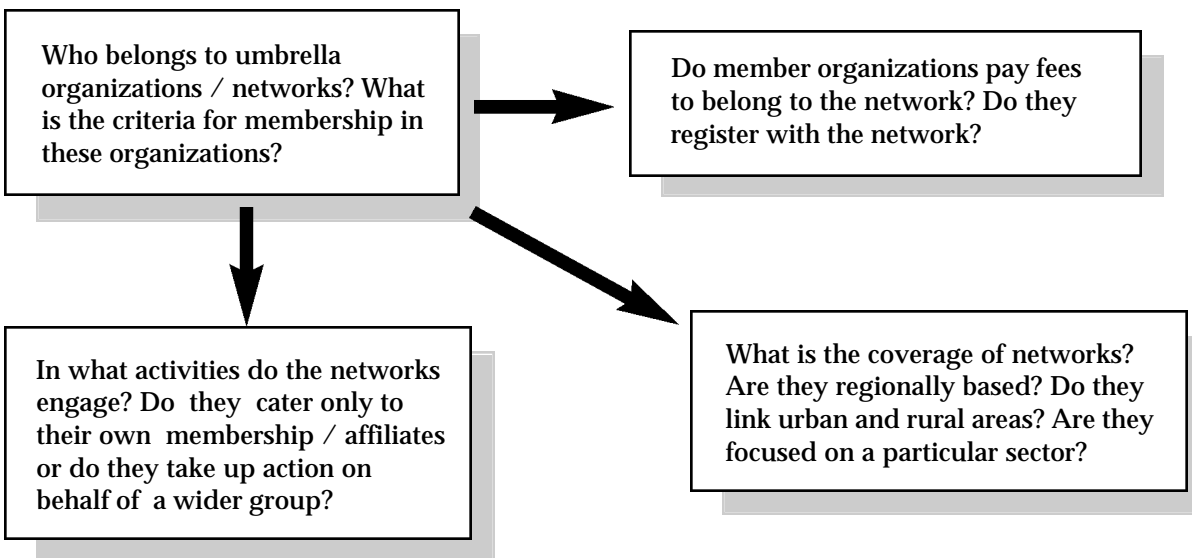 Who belongs to umbrella
organizations / networks? What
is the criteria for membership in
these organizations?
Do member organizations pay fees
to belong to the network? Do they
register with the network?
In what activities do the networks
engage? Do they cater only to
their own membership / affiliates
or do they take up action on
behalf of a wider group?
What is the coverage of networks?
Are they regionally based? Do they
link urban and rural areas? Are they
focused on a particular sector?